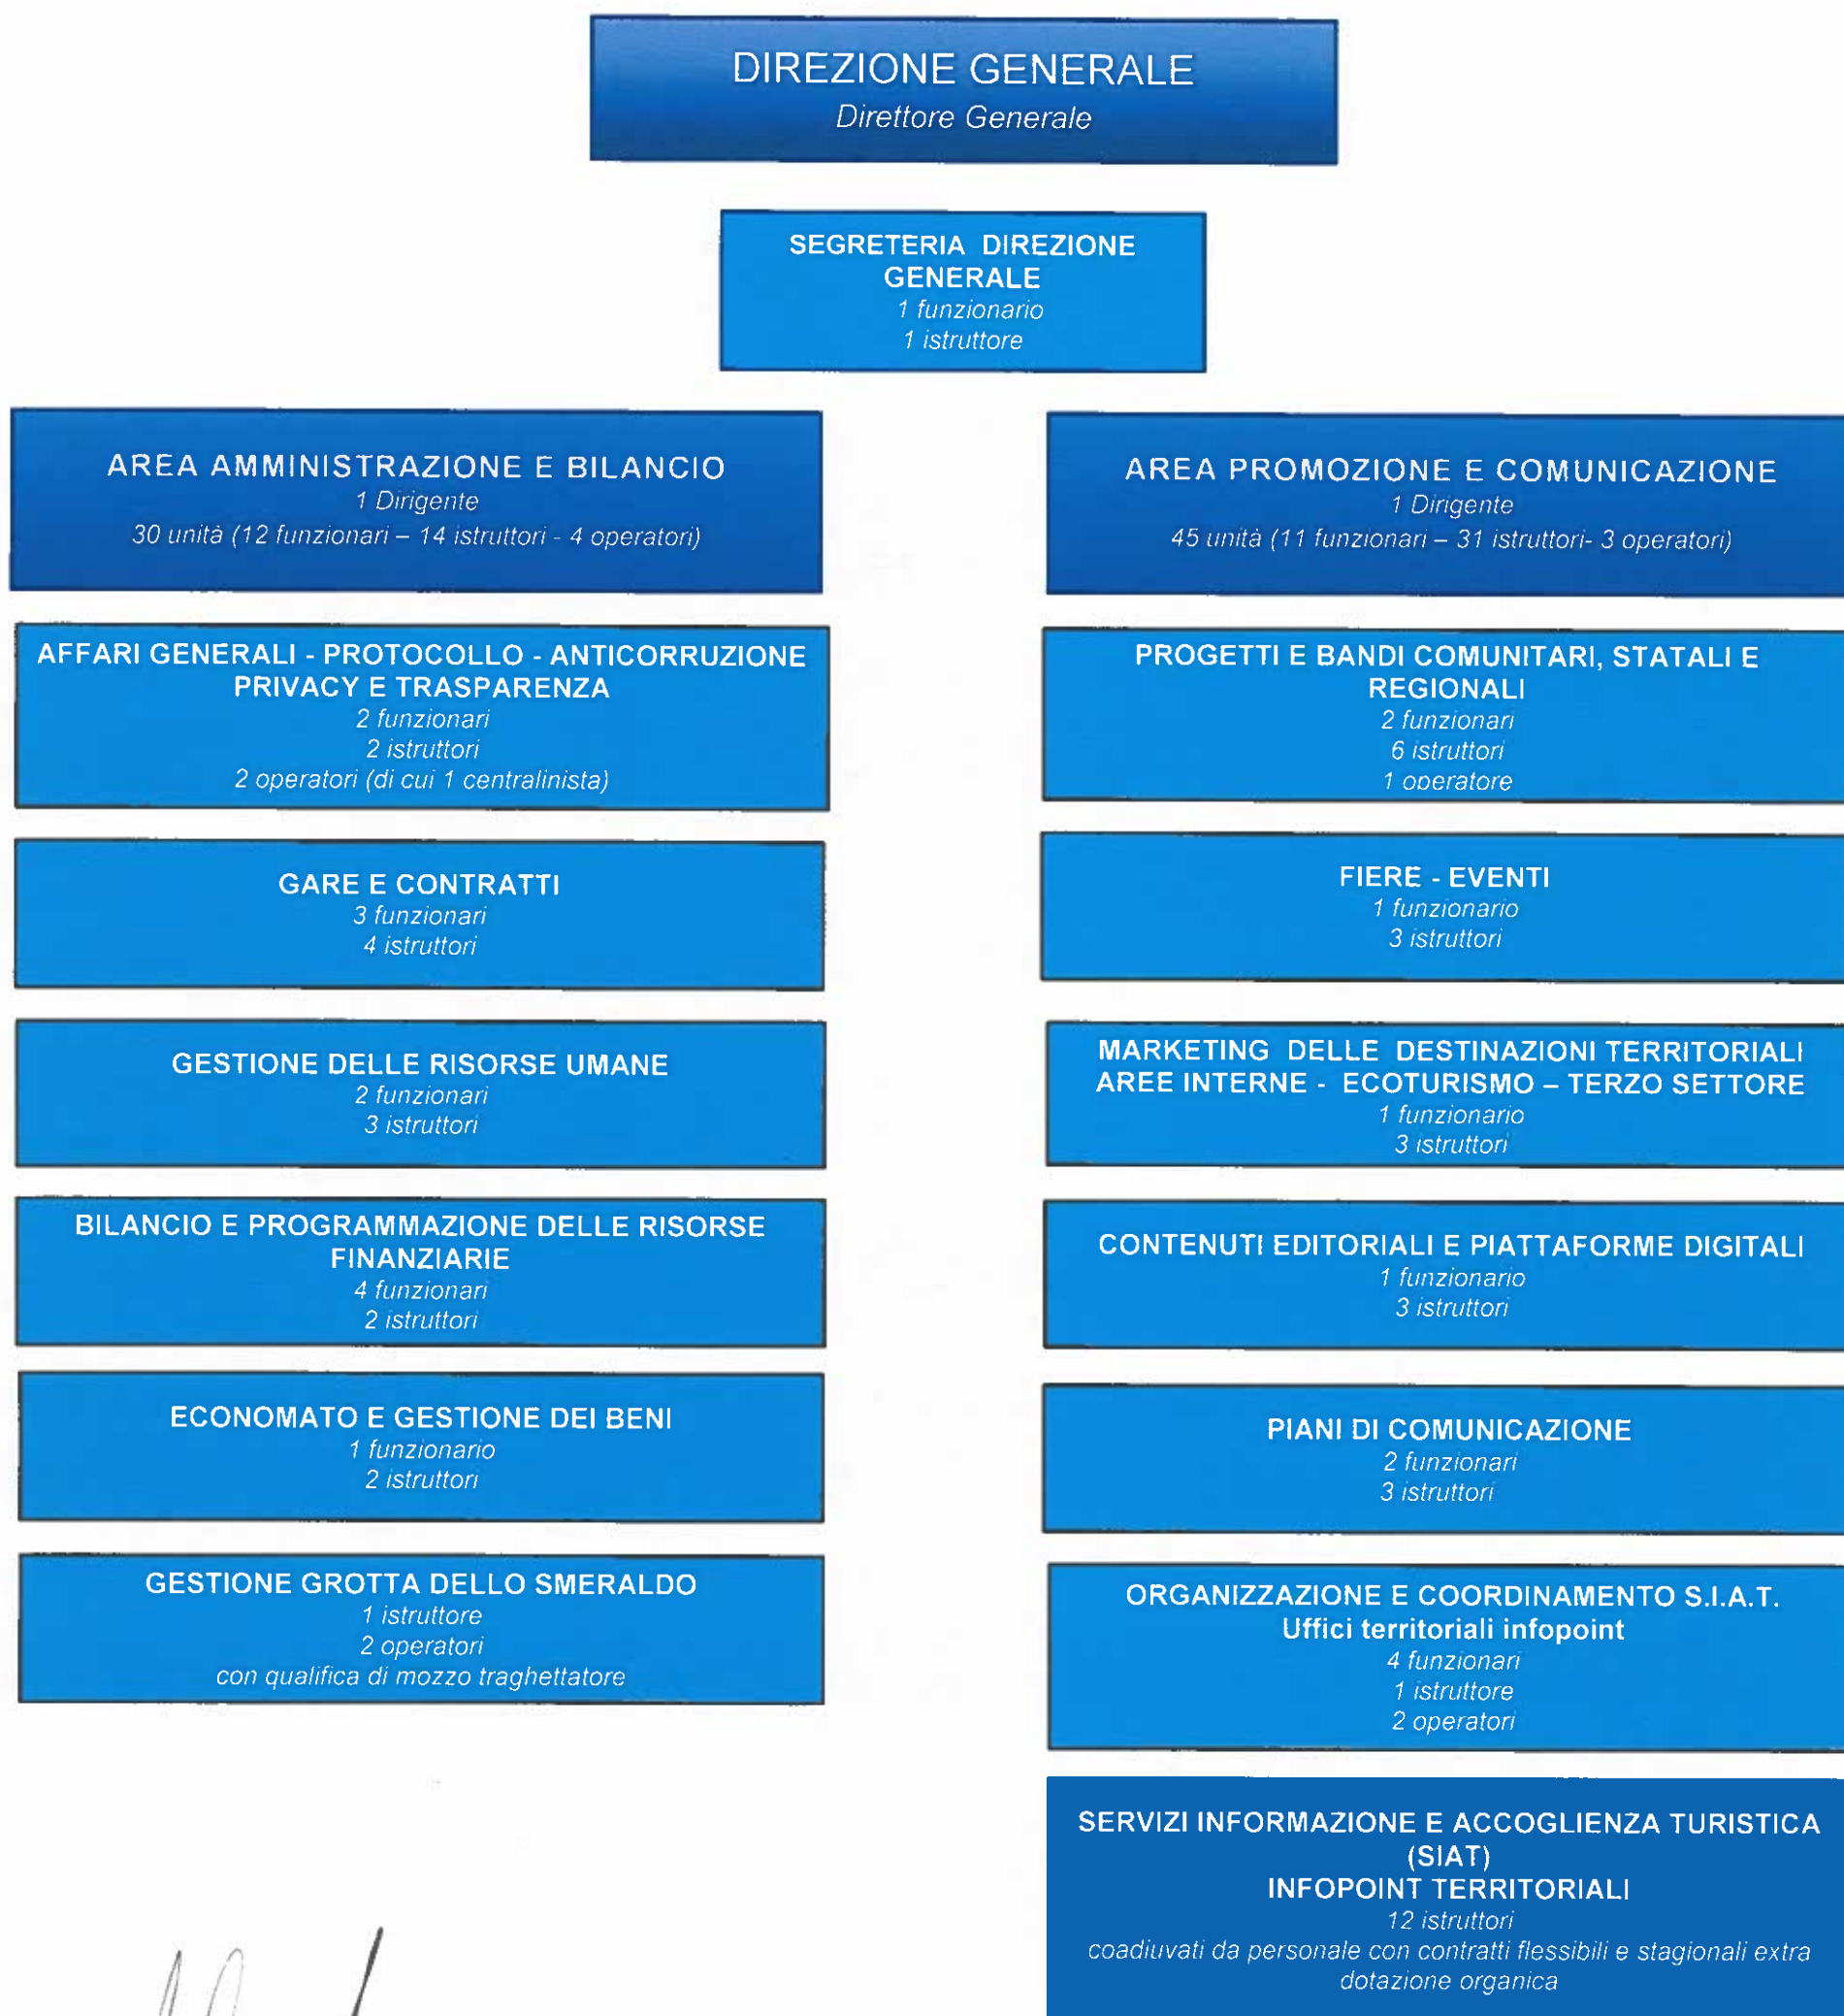 DIREZIONE GENERALE
Direttore Generale
SEGRETERIA DIREZIONE
GENERALE
1 funzionario
1 istruttore
AREA AMMINISTRAZIONE E BILANCIO
1 Dirigente
30 unità (12 funzionari – 14 istruttori - 4 operatori)
AFFARI GENERALI - PROTOCOLLO - ANTICORRUZIONE
PRIVACY E TRASPARENZA
2 funzionari
2 istruttori
2 operatori (di cui 1 centralinista)
GARE E CONTRATTI
3 funzionari
4 istruttori
GESTIONE DELLE RISORSE UMANE
2 funzionari
3 istruttori
BILANCIO E PROGRAMMAZIONE DELLE RISORSE
FINANZIARIE
4 funzionari
2 istruttori
ECONOMATO E GESTIONE DEI BENI
1 funzionario
2 istruttori
GESTIONE GROTTA DELLO SMERALDO
1 istruttore
2 operatori
con qualifica di mozzo traghettatore
AREA PROMOZIONE E COMUNICAZIONE
1 Dirigente
45 unità (11 funzionari – 31 istruttori- 3 operatori)
PROGETTI E BANDI COMUNITARI, STATALI E
REGIONALI
2 funzionari
6 istruttori
1 operatore
FIERE - EVENTI
1 funzionario
3 istruttori
MARKETING DELLE DESTINAZIONI TERRITORIALI
AREE INTERNE - ECOTURISMO – TERZO SETTORE
1 funzionario
3 istruttori
CONTENUTI EDITORIALI E PIATTAFORME DIGITALI
1 funzionario
3 istruttori
PIANI DI COMUNICAZIONE
2 funzionari
3 istruttori
ORGANIZZAZIONE E COORDINAMENTO S.I.A.T.
Uffici territoriali infopoint
4 funzionari
1 istruttore
2 operatori
SERVIZI INFORMAZIONE E ACCOGLIENZA TURISTICA
(SIAT)
INFOPOINT TERRITORIALI
12 istruttori
coadiuvati da personale con contratti flessibili e stagionali extra
dotazione organica